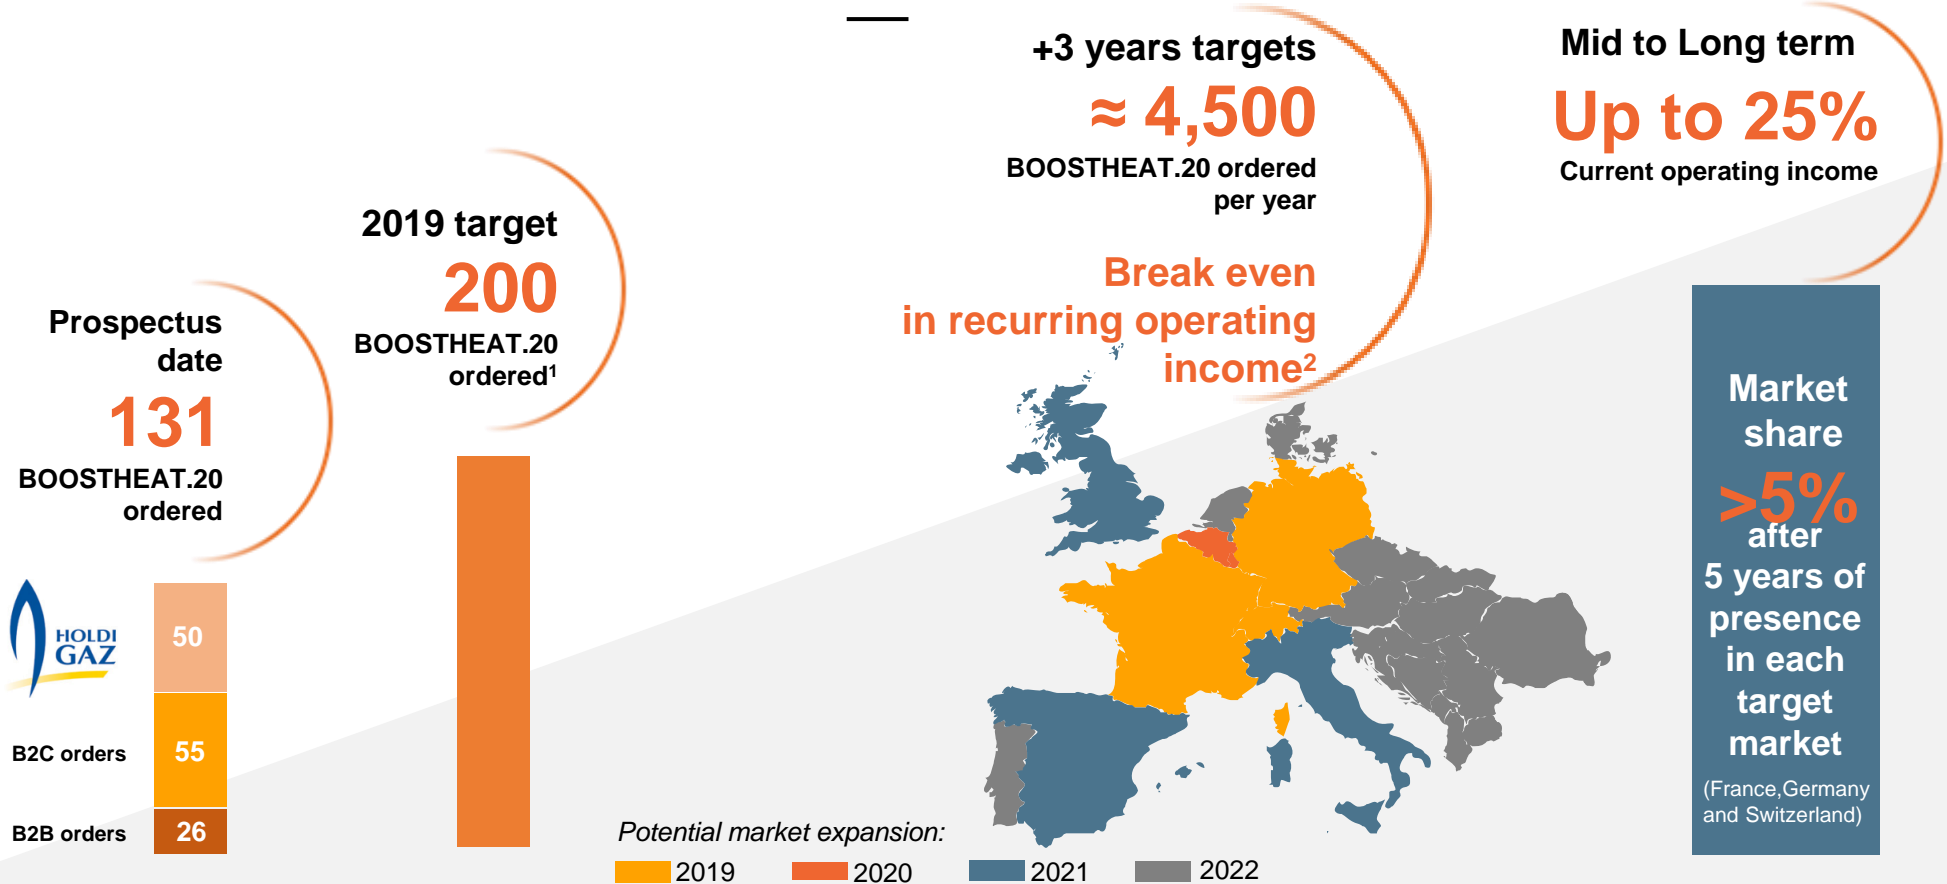 Prospectus
date
131
BOOSTHEAT.20
ordered
HOLDI
GAZ
50
B2C orders
55
B2B orders
26
2019 target
200
BOOSTHEAT.20
ordered¹
+3 years targets
≈ 4,500
BOOSTHEAT.20 ordered
per year
Break even
in recurring operating
income²
Potential market expansion:
2019
2020
2021
2022
Mid to Long term
Up to 25%
Current operating income
Market
share
>5%
after
5 years of
presence
in each
target
market
(France,Germany
and Switzerland)